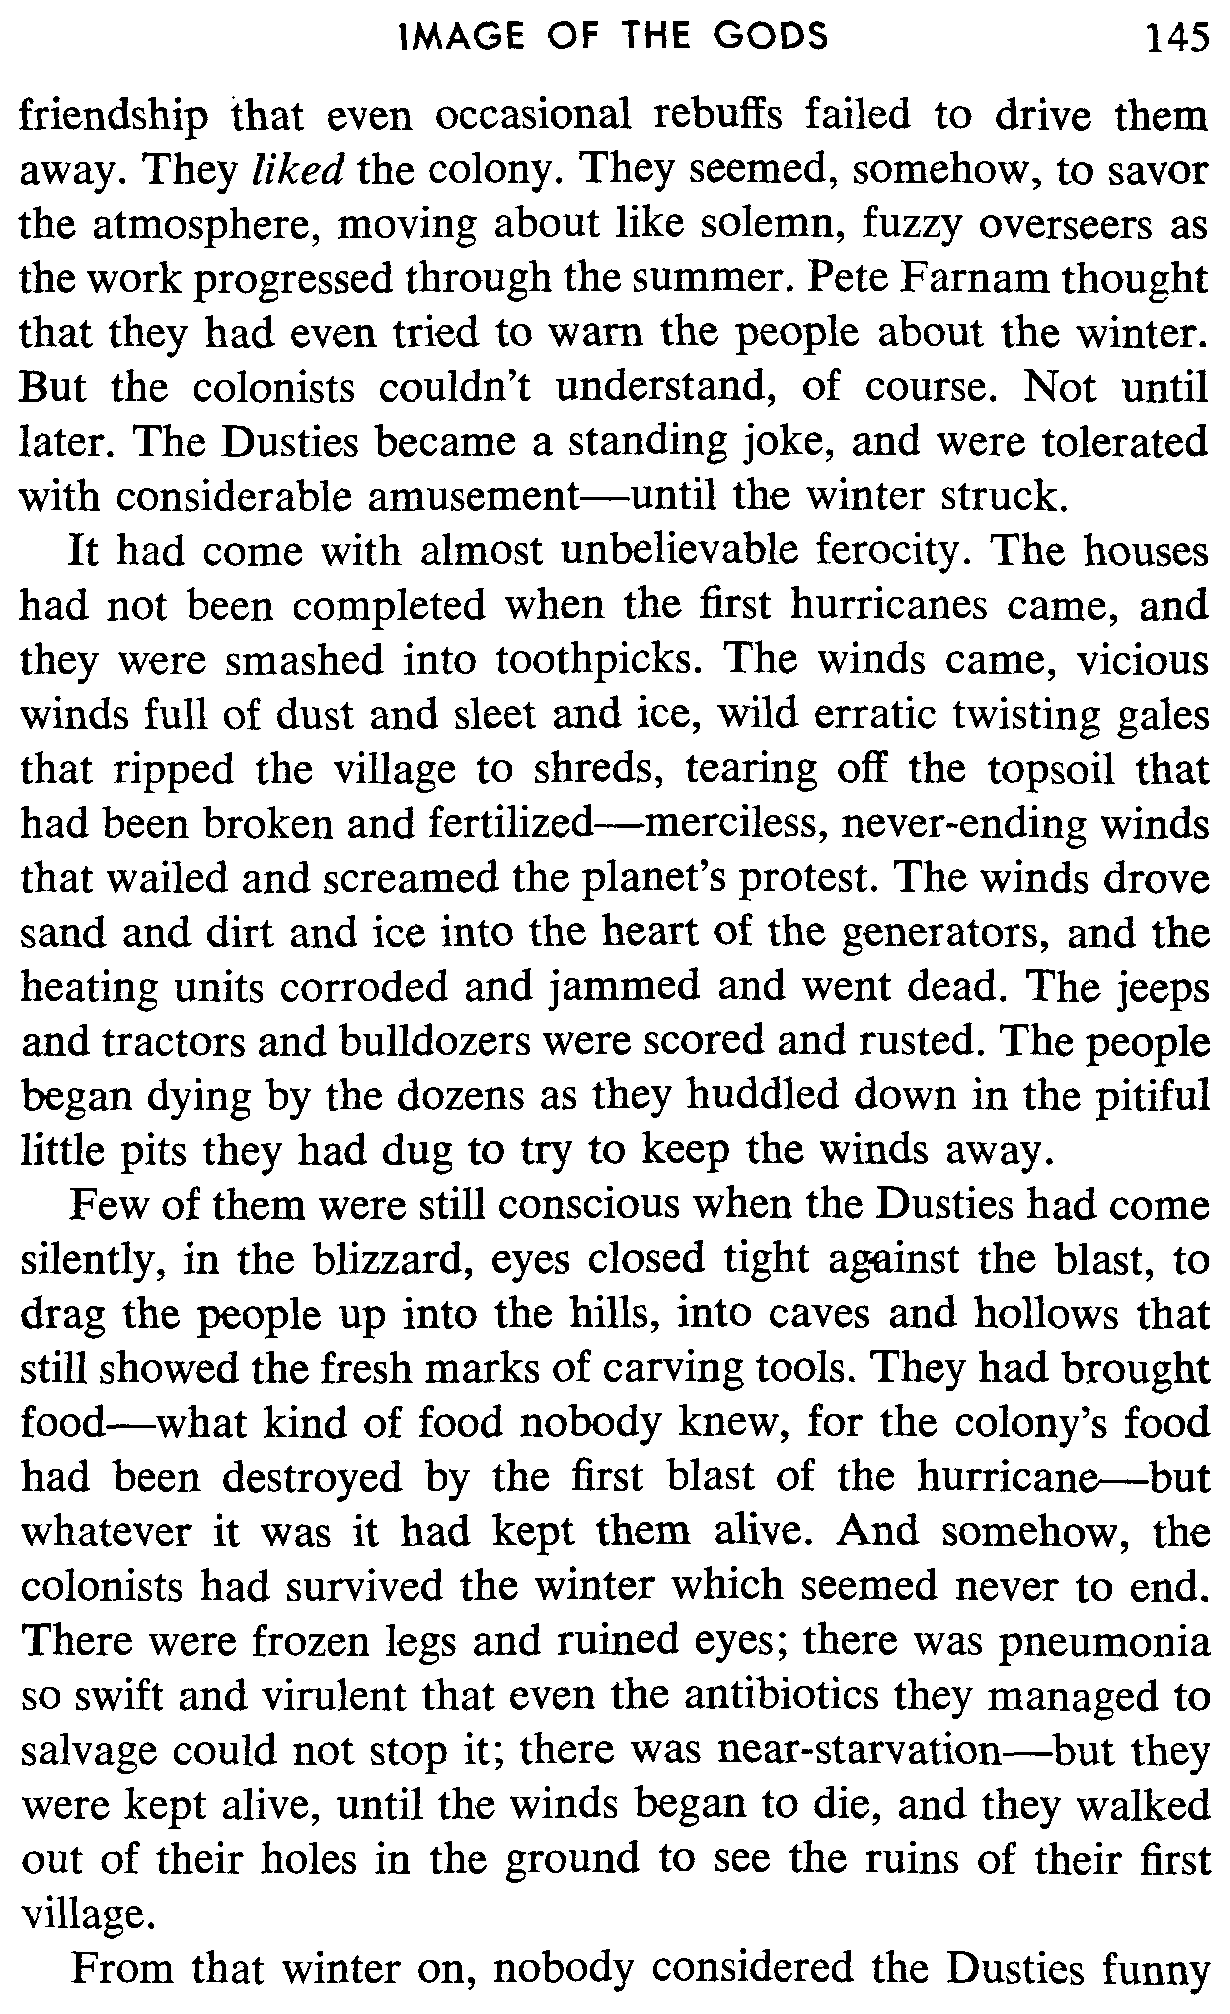 IMAGE OF THE GODS 145
friendship that even occasional rebuffs failed to drive them
away. They liked the colony. They seemed, somehow, to savor
the atmosphere, moving about like solemn, fuzzy overseers as
the work progressed through the summer. Pete Farnam thought
that they had even tried to warn the people about the winter.
But the colonists couldn't understand, of course. Not until
later. The Dusties became a standing joke, and were tolerated
with considerable amusement—until the winter struck.
It had come with almost unbelievable ferocity. The houses
had not been completed when the first hurricanes came, and
they were smashed into toothpicks. The winds came, vicious
winds full of dust and sleet and ice, wild erratic twisting gales
that ripped the village to shreds, tearing off the topsoil that
had been broken and fertilized—merciless, never-ending winds
that wailed and screamed the planet's protest. The winds drove
sand and dirt and ice into the heart of the generators, and the
heating units corroded and jammed and went dead. The jeeps
and tractors and bulldozers were scored and rusted. The people
began dying by the dozens as they huddled down in the pitiful
little pits they had dug to try to keep the winds away.
Few of them were still conscious when the Dusties had come
silently, in the blizzard, eyes closed tight against the blast, to
drag the people up into the hills, into caves and hollows that
still showed the fresh marks of carving tools. They had brought
food—what kind of food nobody knew, for the colony's food
had been destroyed by the first blast of the hurricane—but
whatever it was it had kept them alive. And somehow, the
colonists had survived the winter which seemed never to end.
There were frozen legs and ruined eyes; there was pneumonia
so swift and virulent that even the antibiotics they managed to
salvage could not stop it; there was near-starvation—but they
were kept alive, until the winds began to die, and they walked
out of their holes in the ground to see the ruins of their first
village.
From that winter on, nobody considered the Dusties funny